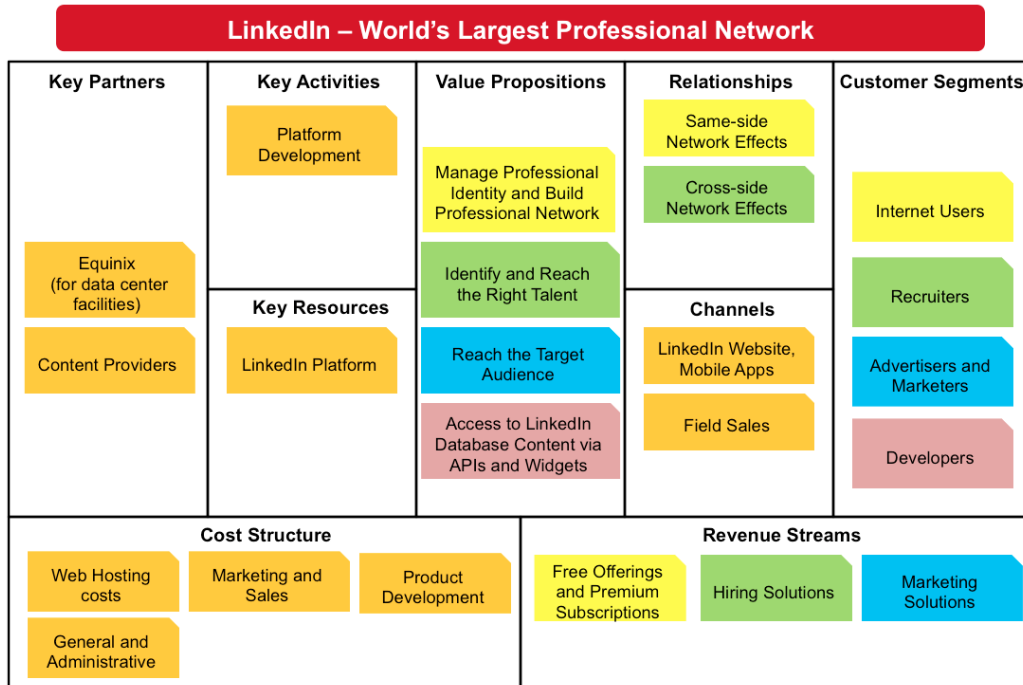 LinkedIn – World's Largest Professional Network
Key Partners
Equinix
(for data center
facilities)
Content Providers
Key Activities
Platform
Development
Key Resources
LinkedIn Platform
Value Propositions
Manage Professional
Identity and Build
Professional Network
Identify and Reach
the Right Talent
Reach the Target
Audience
Access to LinkedIn
Database Content via
APIs and Widgets
Relationships
Same-side
Network Effects
Cross-side
Network Effects
Channels
LinkedIn Website,
Mobile Apps
Field Sales
Customer Segments
Internet Users
Recruiters
Advertisers and
Marketers
Developers
Cost Structure
Web Hosting
costs
Marketing and
Sales
Product
Development
General and
Administrative
Revenue Streams
Free Offerings
and Premium
Subscriptions
Hiring Solutions
Marketing
Solutions